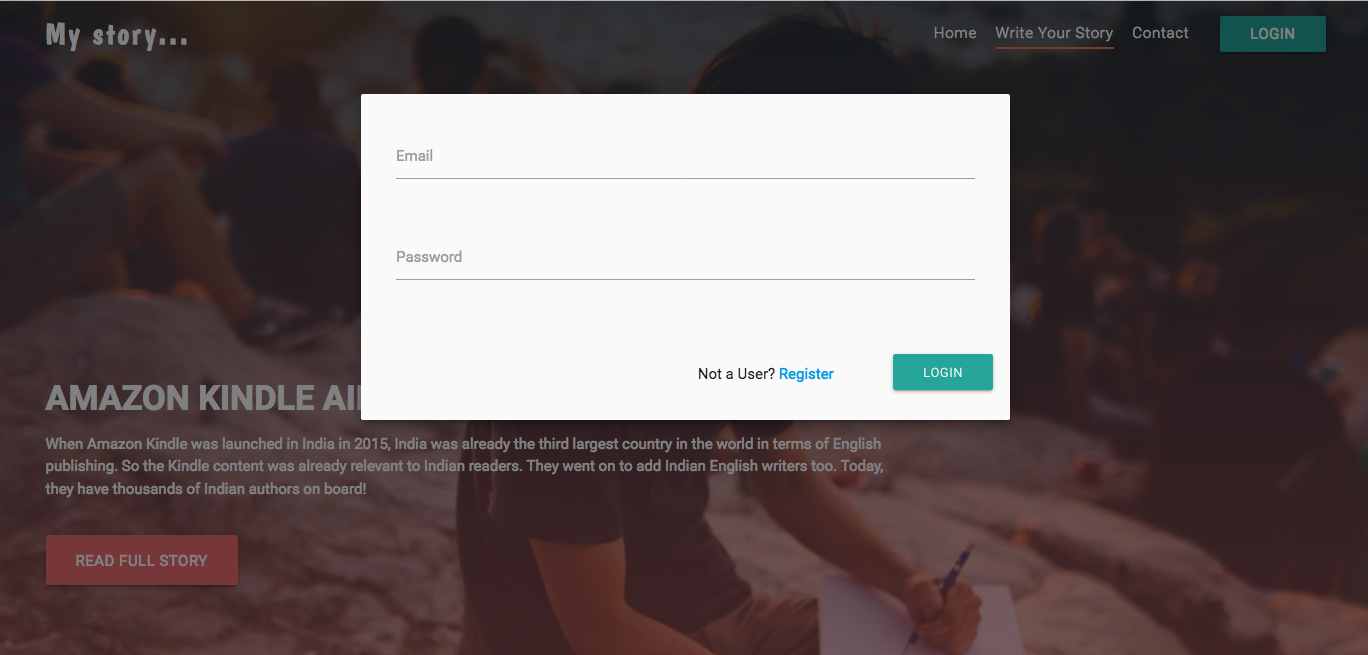 My story...
Home Write Your Story Contact LOGIN
Email
Password
Not a User? Register LOGIN
AMAZON KINDLE
When Amazon Kindle was launched in India in 2015, India was already the third largest country in the world in terms of English
publishing. So the Kindle content was already relevant to Indian readers. They went on to add Indian English writers too. Today,
they have thousands of Indian authors on board!
READ FULL STORY